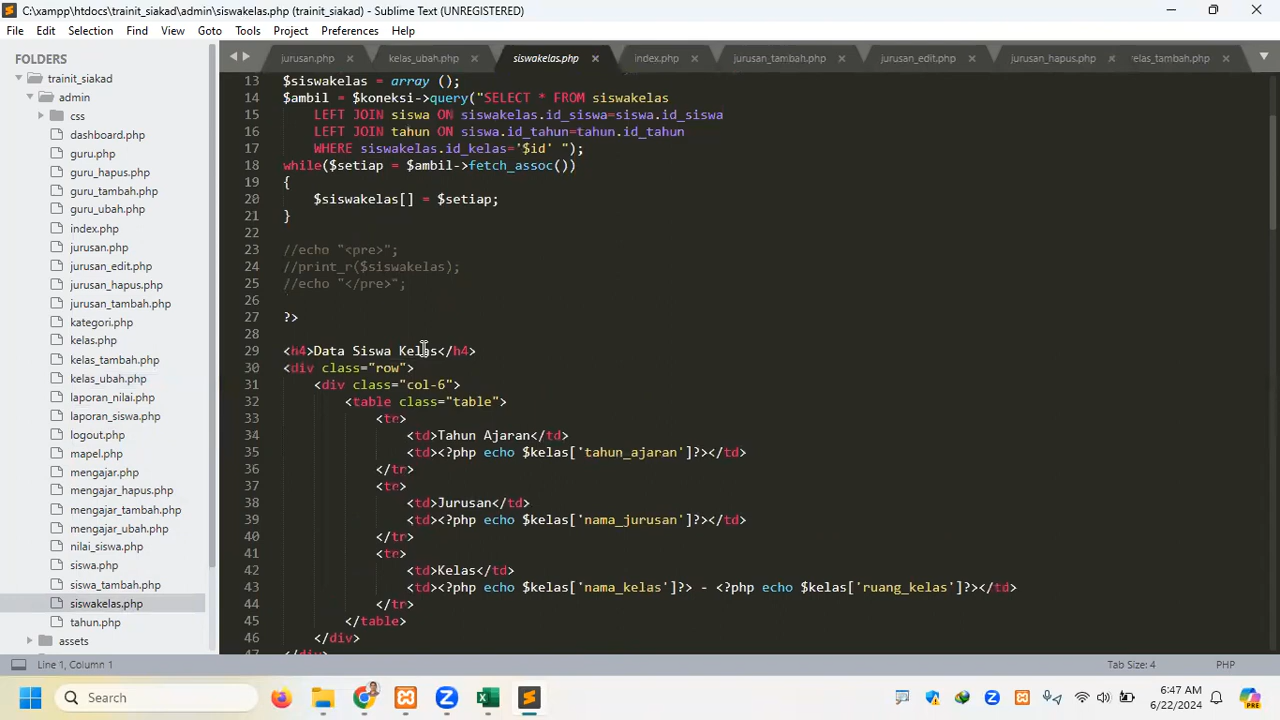 C:\xampp\htdocs\trainit_siakad\admin\siswakelas.php (trainit_siakad) - Sublime Text (UNREGISTERED)
File Edit Selection Find View Goto Tools Project Preferences Help
FOLDERS
trainit_siakad
admin
css
dashboard.php
guru.php
guru_hapus.php
guru_tambah.php
guru_ubah.php
index.php
jurusan.php
jurusan_edit.php
jurusan_hapus.php
jurusan_tambah.php
kategori.php
kelas.php
kelas_tambah.php
kelas_ubah.php
laporan_nilai.php
laporan_siswa.php
logout.php
mapel.php
mengajar.php
mengajar_hapus.php
mengajar_tambah.php
mengajar_ubah.php
nilai_siswa.php
siswa.php
siswa_tambah.php
siswakelas.php
tahun.php
assets
jurusan.php kelas_ubah.php siswakelas.php index.php jurusan_tambah.php jurusan_edit.php jurusan_hapus.php elas_tambah.php
13 $siswakelas = array ();
14 $ambil = $koneksi->query("SELECT * FROM siswakelas
15 LEFT JOIN siswa ON siswakelas.id_siswa=siswa.id_siswa
16 LEFT JOIN tahun ON siswa.id_tahun=tahun.id_tahun
17 WHERE siswakelas.id_kelas='$id' ");
18 while($setiap = $ambil->fetch_assoc())
19 {
20 $siswakelas[] = $setiap;
21 }
22
23 //echo "<pre>";
24 //print_r($siswakelas);
25 //echo "</pre>";
26
27 ?>
28
29 <h4>Data Siswa Kelas</h4>
30 <div class="row">
31 <div class="col-6">
32 <table class="table">
33 <tr>
34 <td>Tahun Ajaran</td>
35 <td><?php echo $kelas['tahun_ajaran']?></td>
36 </tr>
37 <tr>
38 <td>Jurusan</td>
39 <td><?php echo $kelas['nama_jurusan']?></td>
40 </tr>
41 <tr>
42 <td>Kelas</td>
43 <td><?php echo $kelas['nama_kelas']?> - <?php echo $kelas['ruang_kelas']?></td>
44 </tr>
45 </table>
46 </div>
47 </div>
Line 1, Column 1 Tab Size: 4 PHP
Search
6:47 AM
6/22/2024